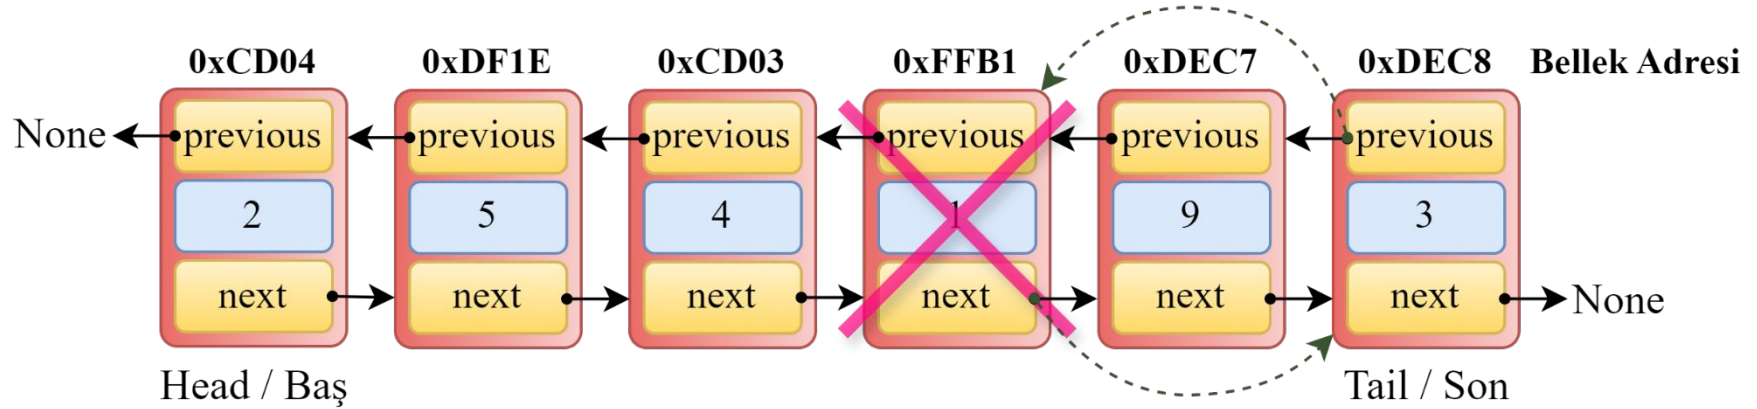 0xCD04 0xDF1E 0xCD03 0xFFB1 0xDEC7 0xDEC8 Bellek Adresi
None previous previous previous previous previous previous
2 5 4 1 9 3
next next next next next next None
Head / Baş Tail / Son